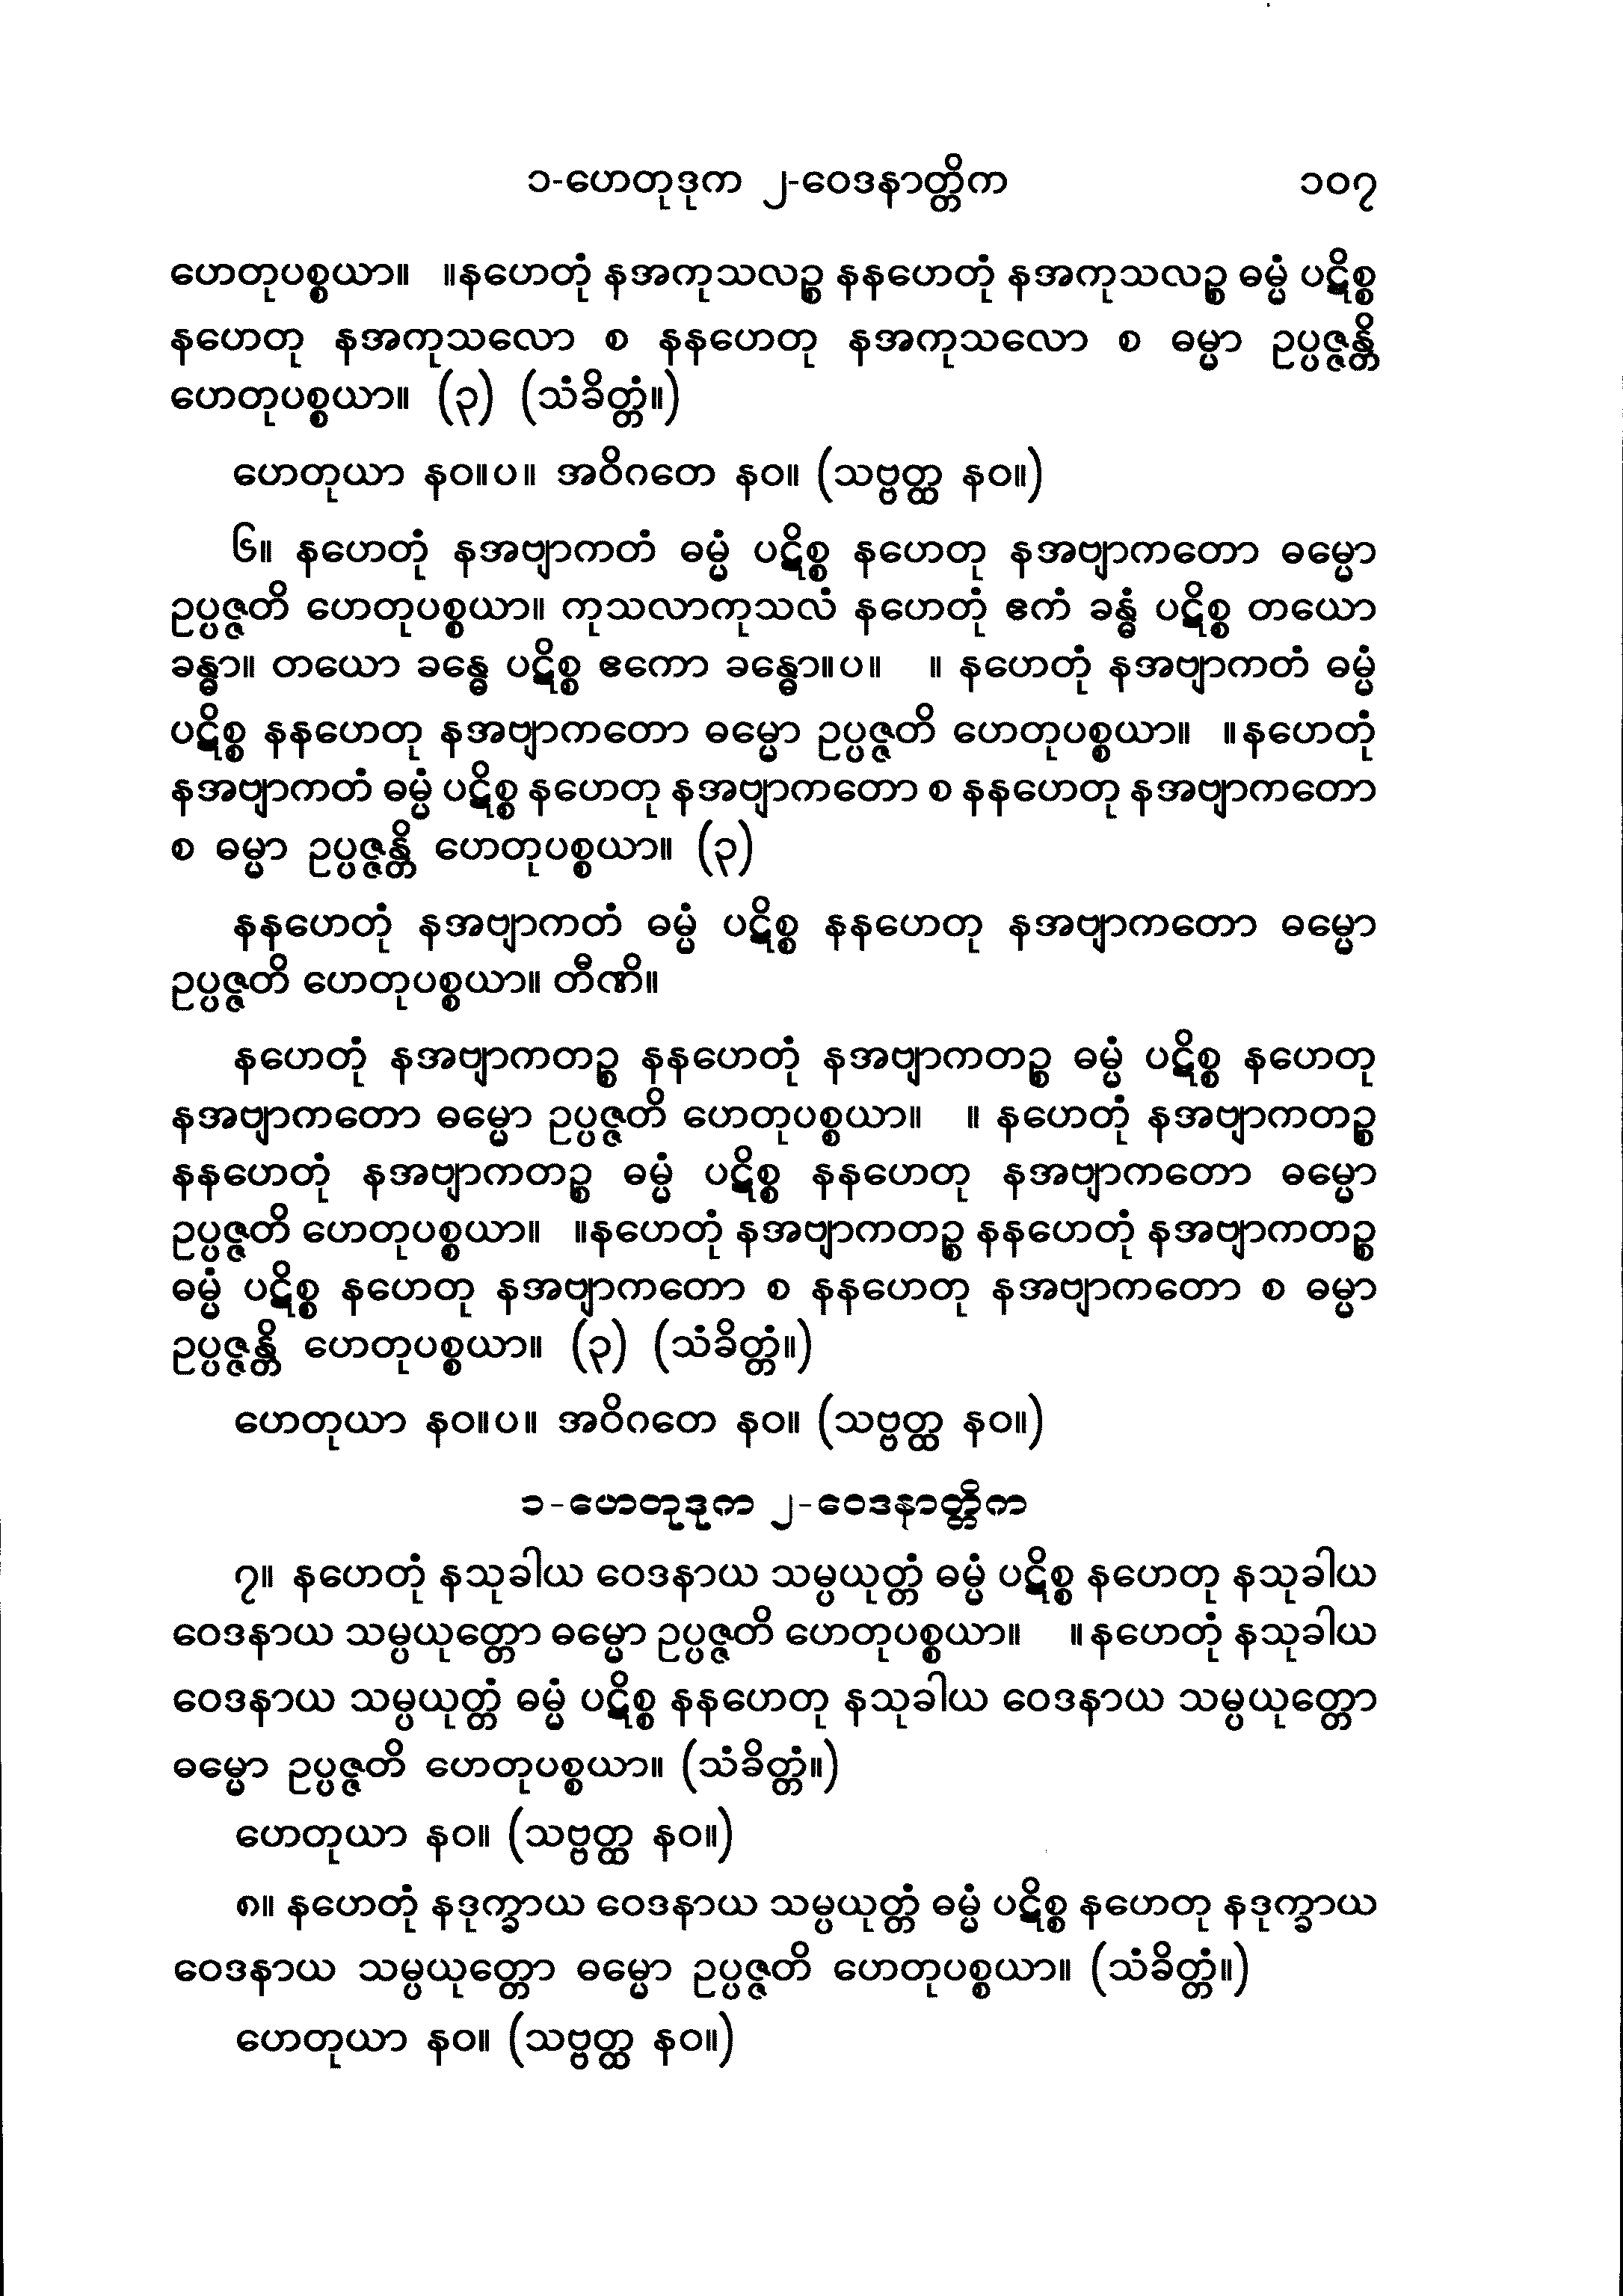 ၁-ဟေတုဒုက ၂-ဝေဒနာတ္တိက ၁၀၇
ဟေတုပစ္စယာ။ ။နဟေတုံ နအကုသလဉ္စ နနဟေတုံ နအကုသလဉ္စ ဓမ္မံ ပဋိစ္စ
နဟေတု နအကုသလော စ နနဟေတု နအကုသလော စ ဓမ္မာ ဥပ္ပဇ္ဇန္တိ
ဟေတုပစ္စယာ။ (၃) (သံခိတ္တံ။)
ဟေတုယာ နဝ။ပ။ အဝိဂတေ နဝ။ (သဗ္ဗတ္ထ နဝ။)
၆။ နဟေတုံ နအဗျာကတံ ဓမ္မံ ပဋိစ္စ နဟေတု နအဗျာကတော ဓမ္မော
ဥပ္ပဇ္ဇတိ ဟေတုပစ္စယာ။ ကုသလာကုသလံ နဟေတုံ ဧကံ ခန္ဓံ ပဋိစ္စ တယော
ခန္ဓာ။ တယော ခန္ဓေ ပဋိစ္စ ဧကော ခန္ဓော။ပ။ ။ နဟေတုံ နအဗျာကတံ ဓမ္မံ
ပဋိစ္စ နနဟေတု နအဗျာကတော ဓမ္မော ဥပ္ပဇ္ဇတိ ဟေတုပစ္စယာ။ ။နဟေတုံ
နအဗျာကတံ ဓမ္မံ ပဋိစ္စ နဟေတု နအဗျာကတော စ နနဟေတု နအဗျာကတော
စ ဓမ္မာ ဥပ္ပဇ္ဇန္တိ ဟေတုပစ္စယာ။ (၃)
နနဟေတုံ နအဗျာကတံ ဓမ္မံ ပဋိစ္စ နနဟေတု နအဗျာကတော ဓမ္မော
ဥပ္ပဇ္ဇတိ ဟေတုပစ္စယာ။ တီဏိ။
နဟေတုံ နအဗျာကတဉ္စ နနဟေတုံ နအဗျာကတဉ္စ ဓမ္မံ ပဋိစ္စ နဟေတု
နအဗျာကတော ဓမ္မော ဥပ္ပဇ္ဇတိ ဟေတုပစ္စယာ။ ။ နဟေတုံ နအဗျာကတဉ္စ
နနဟေတုံ နအဗျာကတဉ္စ ဓမ္မံ ပဋိစ္စ နနဟေတု နအဗျာကတော ဓမ္မော
ဥပ္ပဇ္ဇတိ ဟေတုပစ္စယာ။ ။နဟေတုံ နအဗျာကတဉ္စ နနဟေတုံ နအဗျာကတဉ္စ
ဓမ္မံ ပဋိစ္စ နဟေတု နအဗျာကတော စ နနဟေတု နအဗျာကတော စ ဓမ္မာ
ဥပ္ပဇ္ဇန္တိ ဟေတုပစ္စယာ။ (၃) (သံခိတ္တံ။)
ဟေတုယာ နဝ။ပ။ အဝိဂတေ နဝ။ (သဗ္ဗတ္ထ နဝ။)
၁-ဟေတုဒုက ၂-ဝေဒနာတ္တိက
၇။ နဟေတုံ နသုခါယ ဝေဒနာယ သမ္ပယုတ္တံ ဓမ္မံ ပဋိစ္စ နဟေတု နသုခါယ
ဝေဒနာယ သမ္ပယုတ္တော ဓမ္မော ဥပ္ပဇ္ဇတိ ဟေတုပစ္စယာ။ ။နဟေတုံ နသုခါယ
ဝေဒနာယ သမ္ပယုတ္တံ ဓမ္မံ ပဋိစ္စ နနဟေတု နသုခါယ ဝေဒနာယ သမ္ပယုတ္တော
ဓမ္မော ဥပ္ပဇ္ဇတိ ဟေတုပစ္စယာ။ (သံခိတ္တံ။)
ဟေတုယာ နဝ။ (သဗ္ဗတ္ထ နဝ။)
၈။ နဟေတုံ နဒုက္ခာယ ဝေဒနာယ သမ္ပယုတ္တံ ဓမ္မံ ပဋိစ္စ နဟေတု နဒုက္ခာယ
ဝေဒနာယ သမ္ပယုတ္တော ဓမ္မော ဥပ္ပဇ္ဇတိ ဟေတုပစ္စယာ။ (သံခိတ္တံ။)
ဟေတုယာ နဝ။ (သဗ္ဗတ္ထ နဝ။)